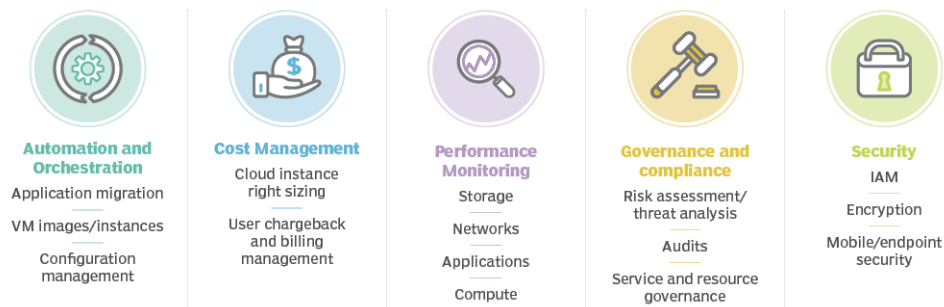 Automation and
Orchestration
Application migration
VM images/instances
Configuration
management
$
Cost Management
Cloud instance
right sizing
User chargeback
and billing
management
Performance
Monitoring
Storage
Networks
Applications
Compute
Governance and
compliance
Risk assessment/
threat analysis
Audits
Service and resource
governance
Security
IAM
Encryption
Mobile/endpoint
security